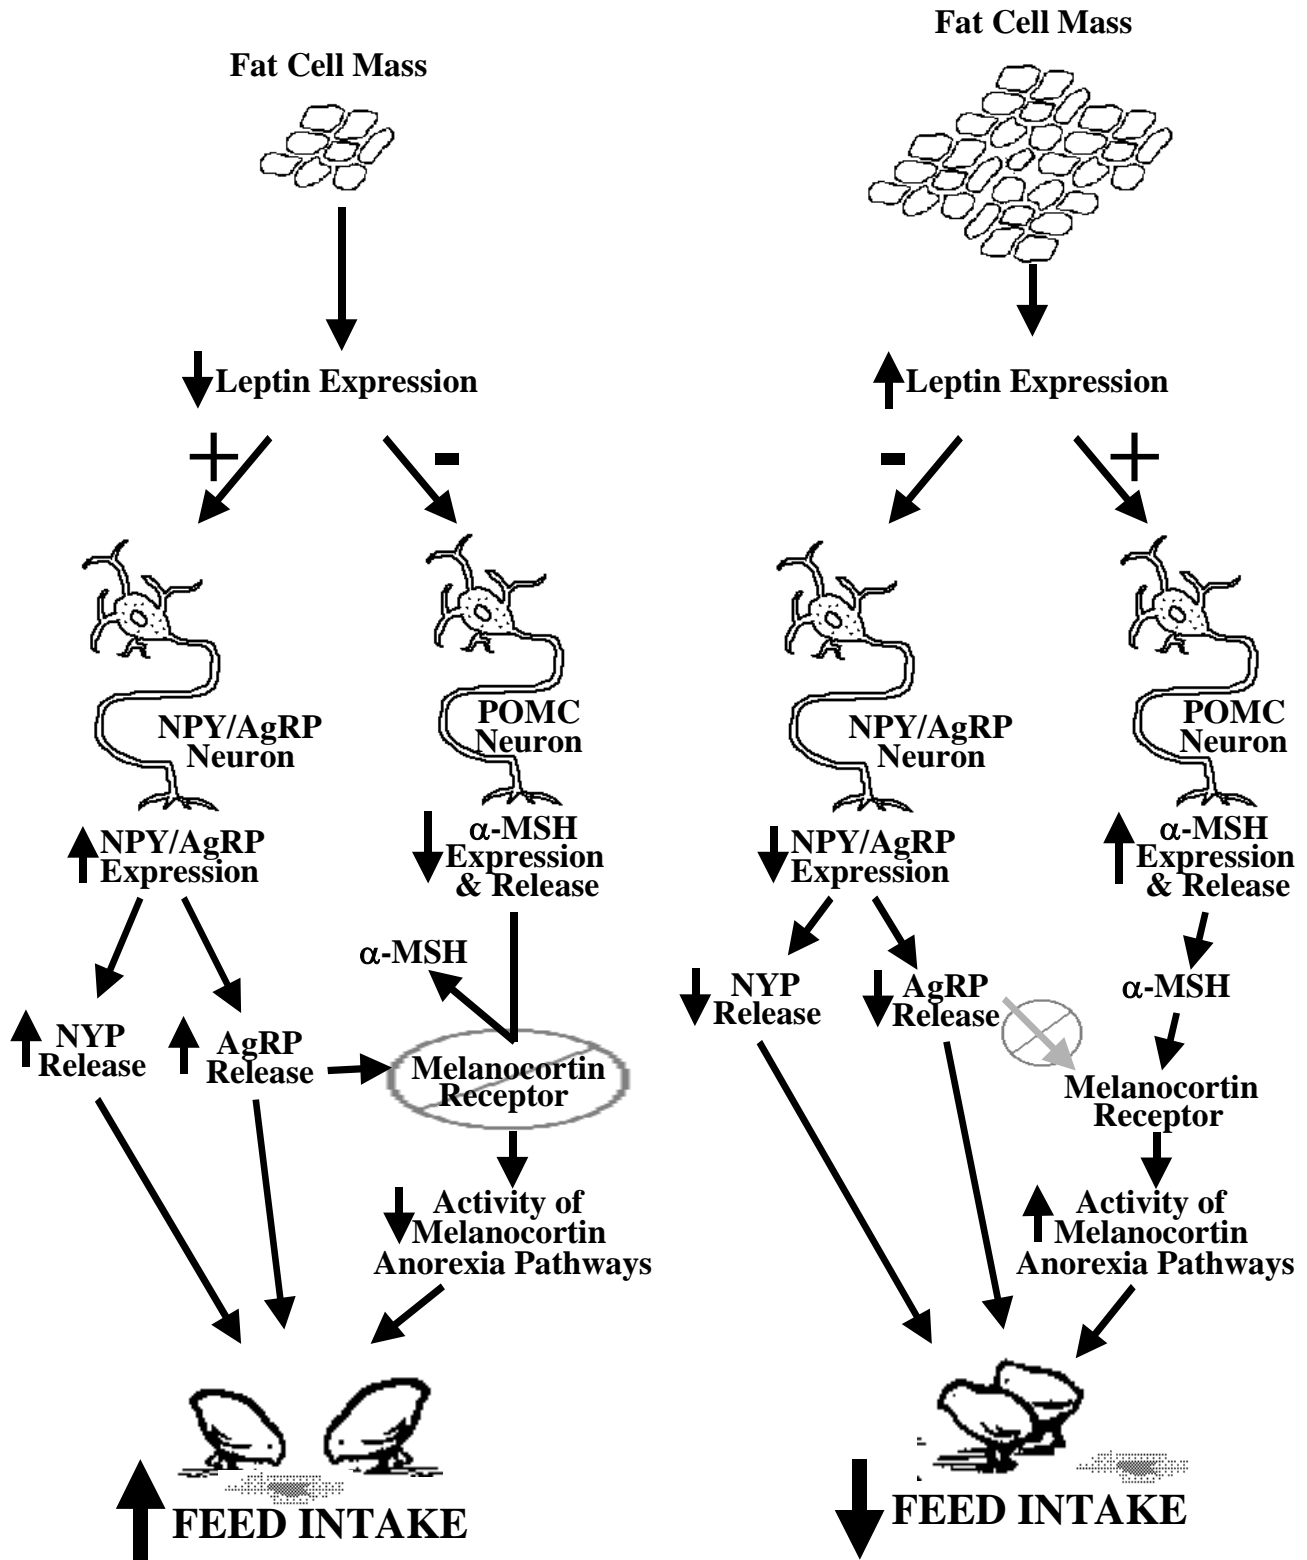 Fat Cell Mass
Leptin Expression
+
-
NPY/AgRP
Neuron
POMC
Neuron
NPY/AgRP
Expression
α-MSH
Expression
& Release
α-MSH
NYP
Release
AgRP
Release
Melanocortin
Receptor
Activity of
Melanocortin
Anorexia Pathways
FEED INTAKE
Fat Cell Mass
Leptin Expression
-
+
NPY/AgRP
Neuron
POMC
Neuron
NPY/AgRP
Expression
α-MSH
Expression
& Release
NYP
Release
AgRP
Release
α-MSH
Melanocortin
Receptor
Activity of
Melanocortin
Anorexia Pathways
FEED INTAKE